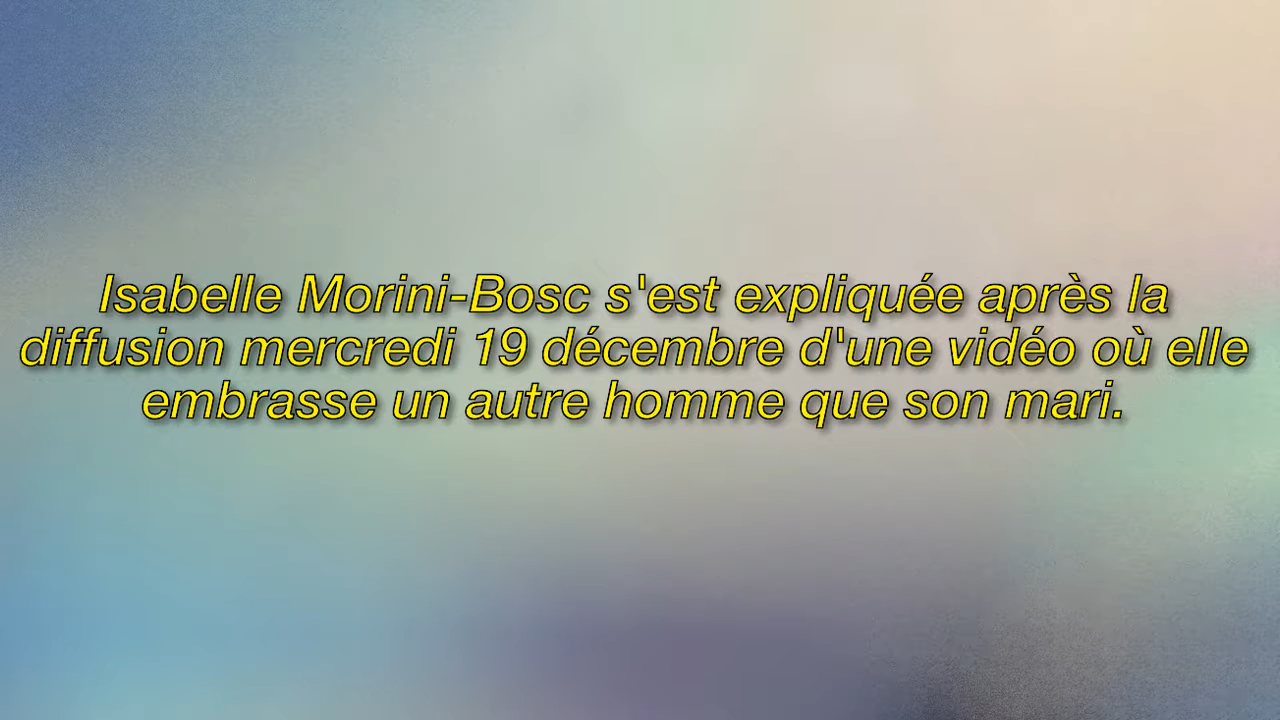 Isabelle Morini-Bosc s'est expliquée après la
diffusion mercredi 19 décembre d'une vidéo où elle
embrasse un autre homme que son mari.